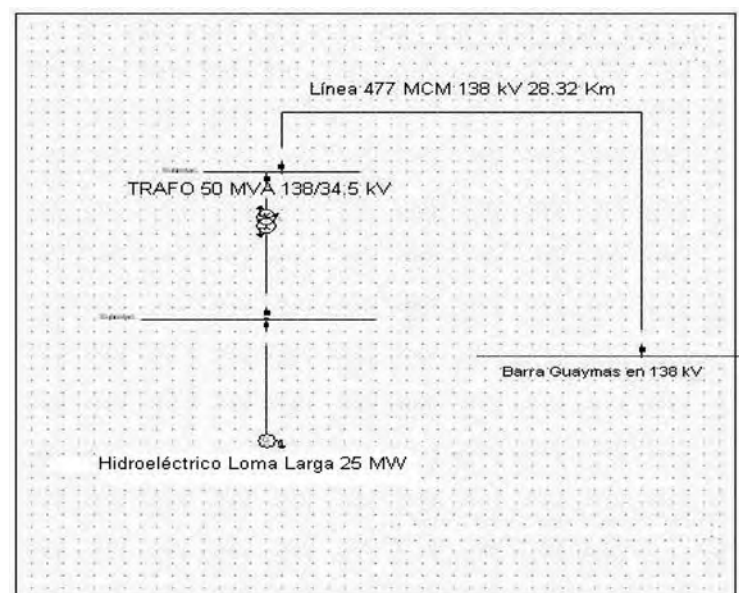 Línea 477 MCM 138 kV 28.32 Km
TRAFO 50 MVA 138/34.5 kV
Barra Guaymas en 138 kV
Hidroeléctrico Loma Larga 25 MW